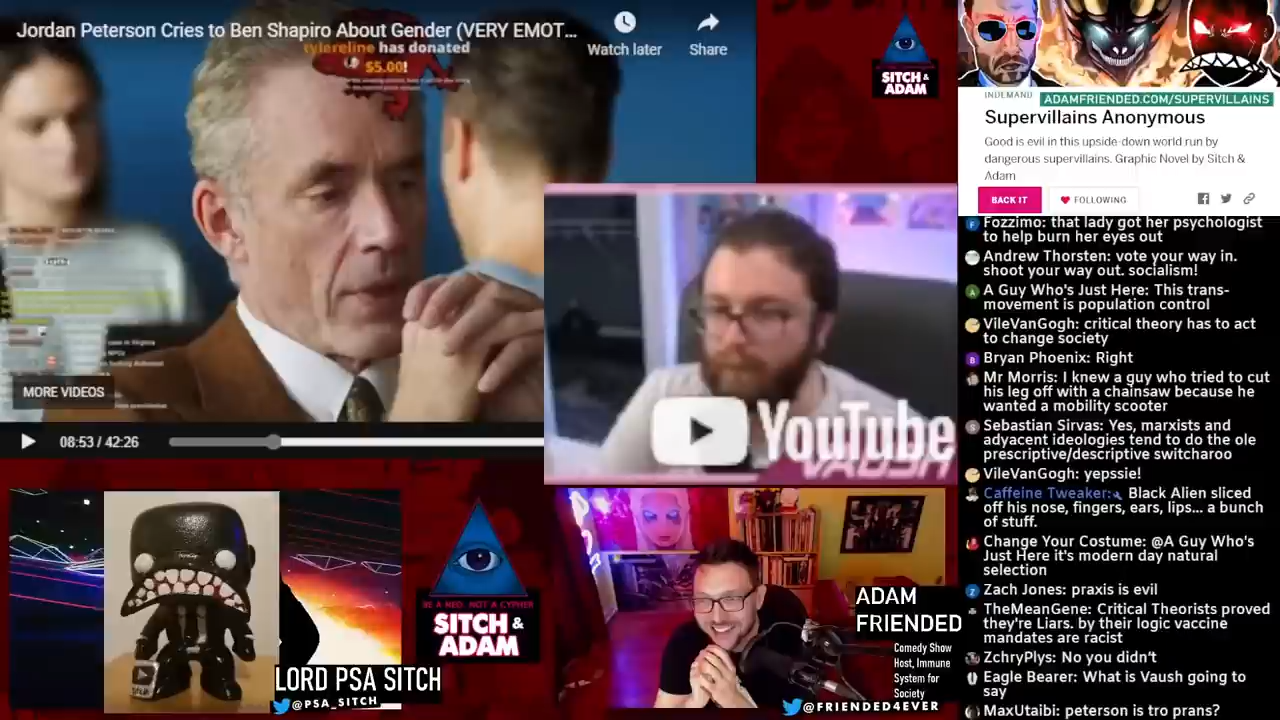 Jordan Peterson Cries to Ben Shapiro About Gender (VERY EMOT...
Watch later
Share
tylereline has donated
$5.00!
MORE VIDEOS
08:53 / 42:26
SITCH &
ADAM
YouTube
VAUSH
BE A NEO, NOT A CYPHER
SITCH &
ADAM
LORD PSA SITCH
@PSA_SITCH
ADAM
FRIENDED
Comedy Show
Host, Immune
System for
Society
@FRIENDED4EVER
INDEMAND
ADAMFRIENDED.COM/SUPERVILLAINS
Supervillains Anonymous
Good is evil in this upside-down world run by
dangerous supervillains. Graphic Novel by Sitch &
Adam
BACK IT
FOLLOWING
Fozzimo: that lady got her psychologist
to help burn her eyes out
Andrew Thorsten: vote your way in.
shoot your way out. socialism!
A Guy Who's Just Here: This trans-
movement is population control
VileVanGogh: critical theory has to act
to change society
Bryan Phoenix: Right
Mr Morris: I knew a guy who tried to cut
his leg off with a chainsaw because he
wanted a mobility scooter
Sebastian Sirvas: Yes, marxists and
adyacent ideologies tend to do the ole
prescriptive/descriptive switcharoo
VileVanGogh: yepssie!
Caffeine Tweaker: Black Alien sliced
off his nose, fingers, ears, lips... a bunch
of stuff.
Change Your Costume: @A Guy Who's
Just Here it's modern day natural
selection
Zach Jones: praxis is evil
TheMeanGene: Critical Theorists proved
they're Liars. by their logic vaccine
mandates are racist
ZchryPlys: No you didn't
Eagle Bearer: What is Vaush going to
say
MaxUtaibi: peterson is tro prans?